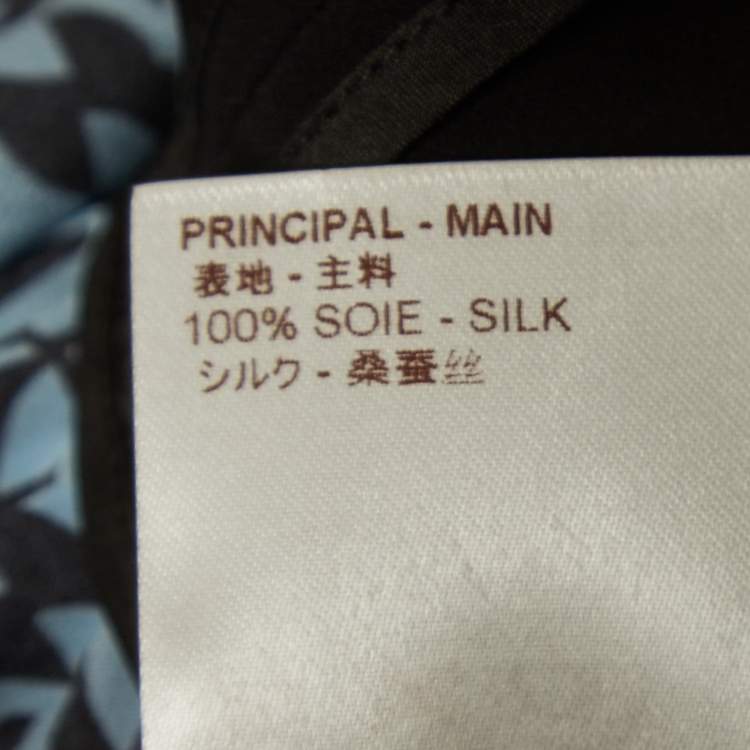 PRINCIPAL - MAIN
表地 - 主料
100% SOIE - SILK
シルク - 桑蚕丝